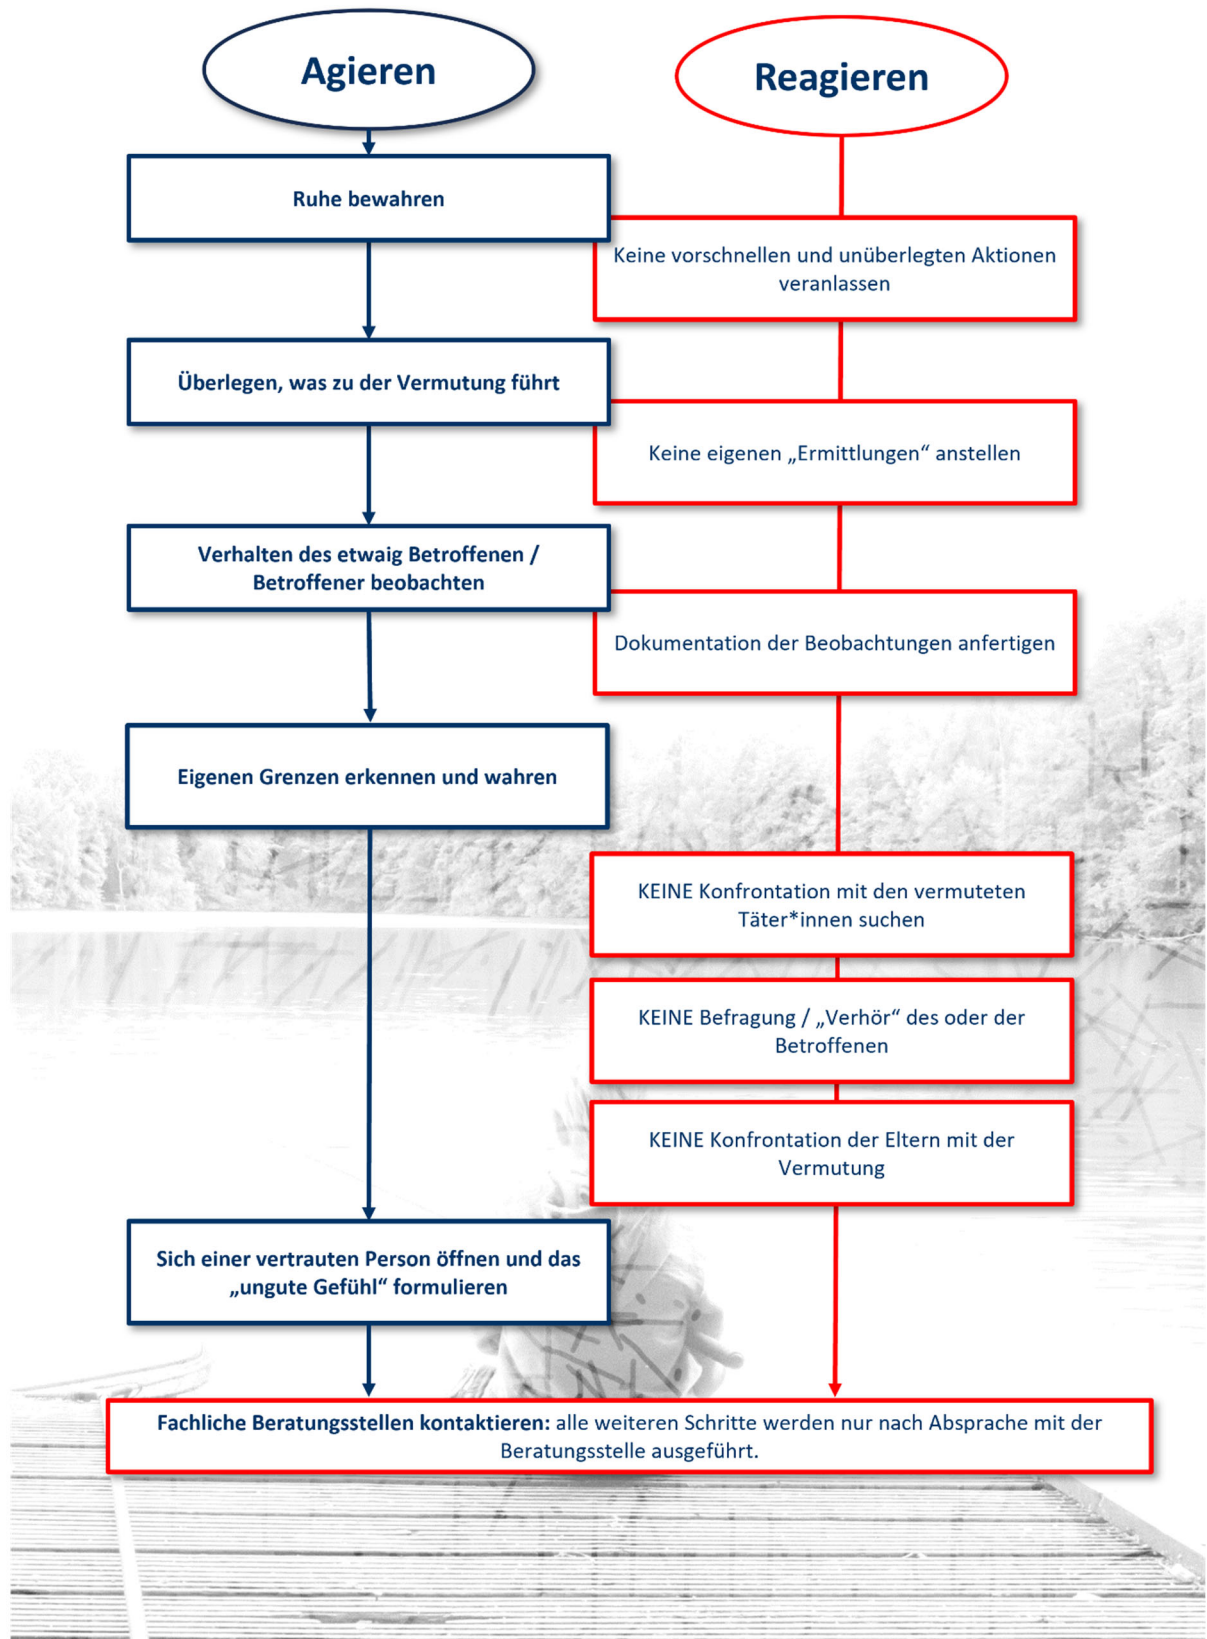 Agieren
Reagieren
Ruhe bewahren
Keine vorschnellen und unüberlegten Aktionen
veranlassen
Überlegen, was zu der Vermutung führt
Keine eigenen „Ermittlungen“ anstellen
Verhalten des etwaig Betroffenen /
Betroffener beobachten
Dokumentation der Beobachtungen anfertigen
Eigenen Grenzen erkennen und wahren
KEINE Konfrontation mit den vermuteten
Täter*innen suchen
KEINE Befragung / „Verhör“ des oder der
Betroffenen
KEINE Konfrontation der Eltern mit der
Vermutung
Sich einer vertrauten Person öffnen und das
„ungute Gefühl“ formulieren
Fachliche Beratungsstellen kontaktieren: alle weiteren Schritte werden nur nach Absprache mit der
Beratungsstelle ausgeführt.